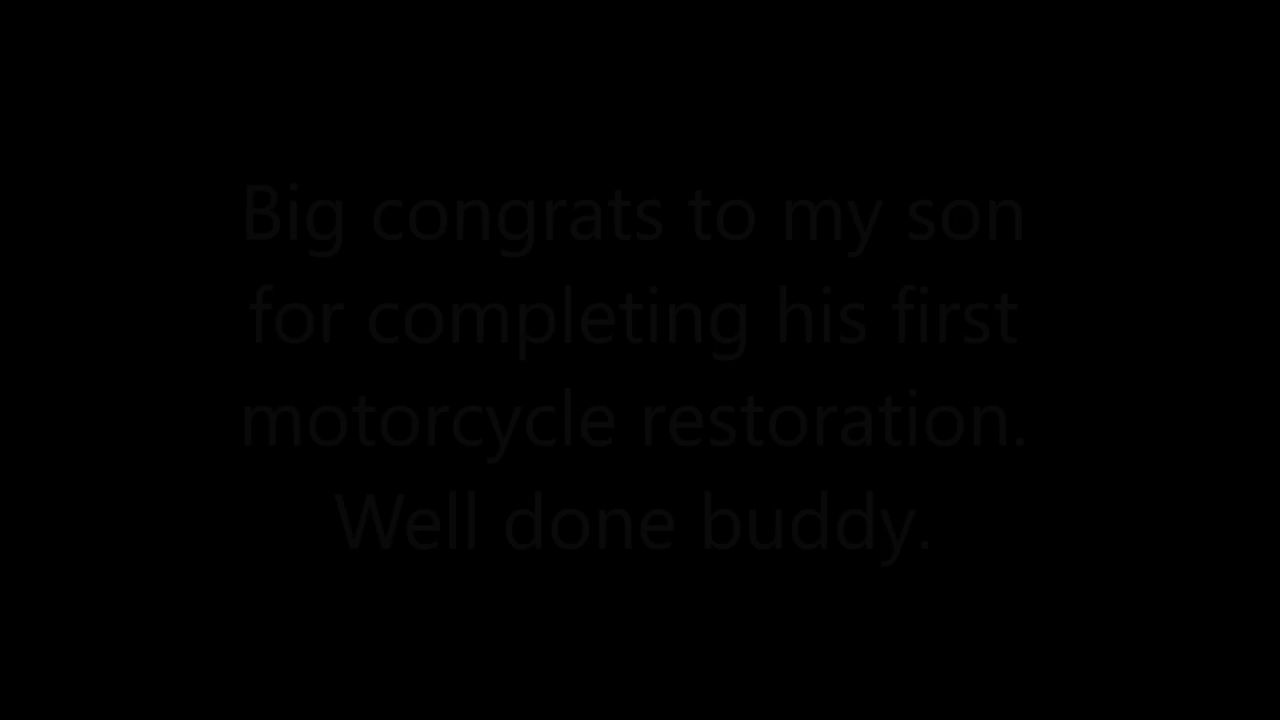 Big congrats to my son
for completing his first
motorcycle restoration.
Well done buddy.